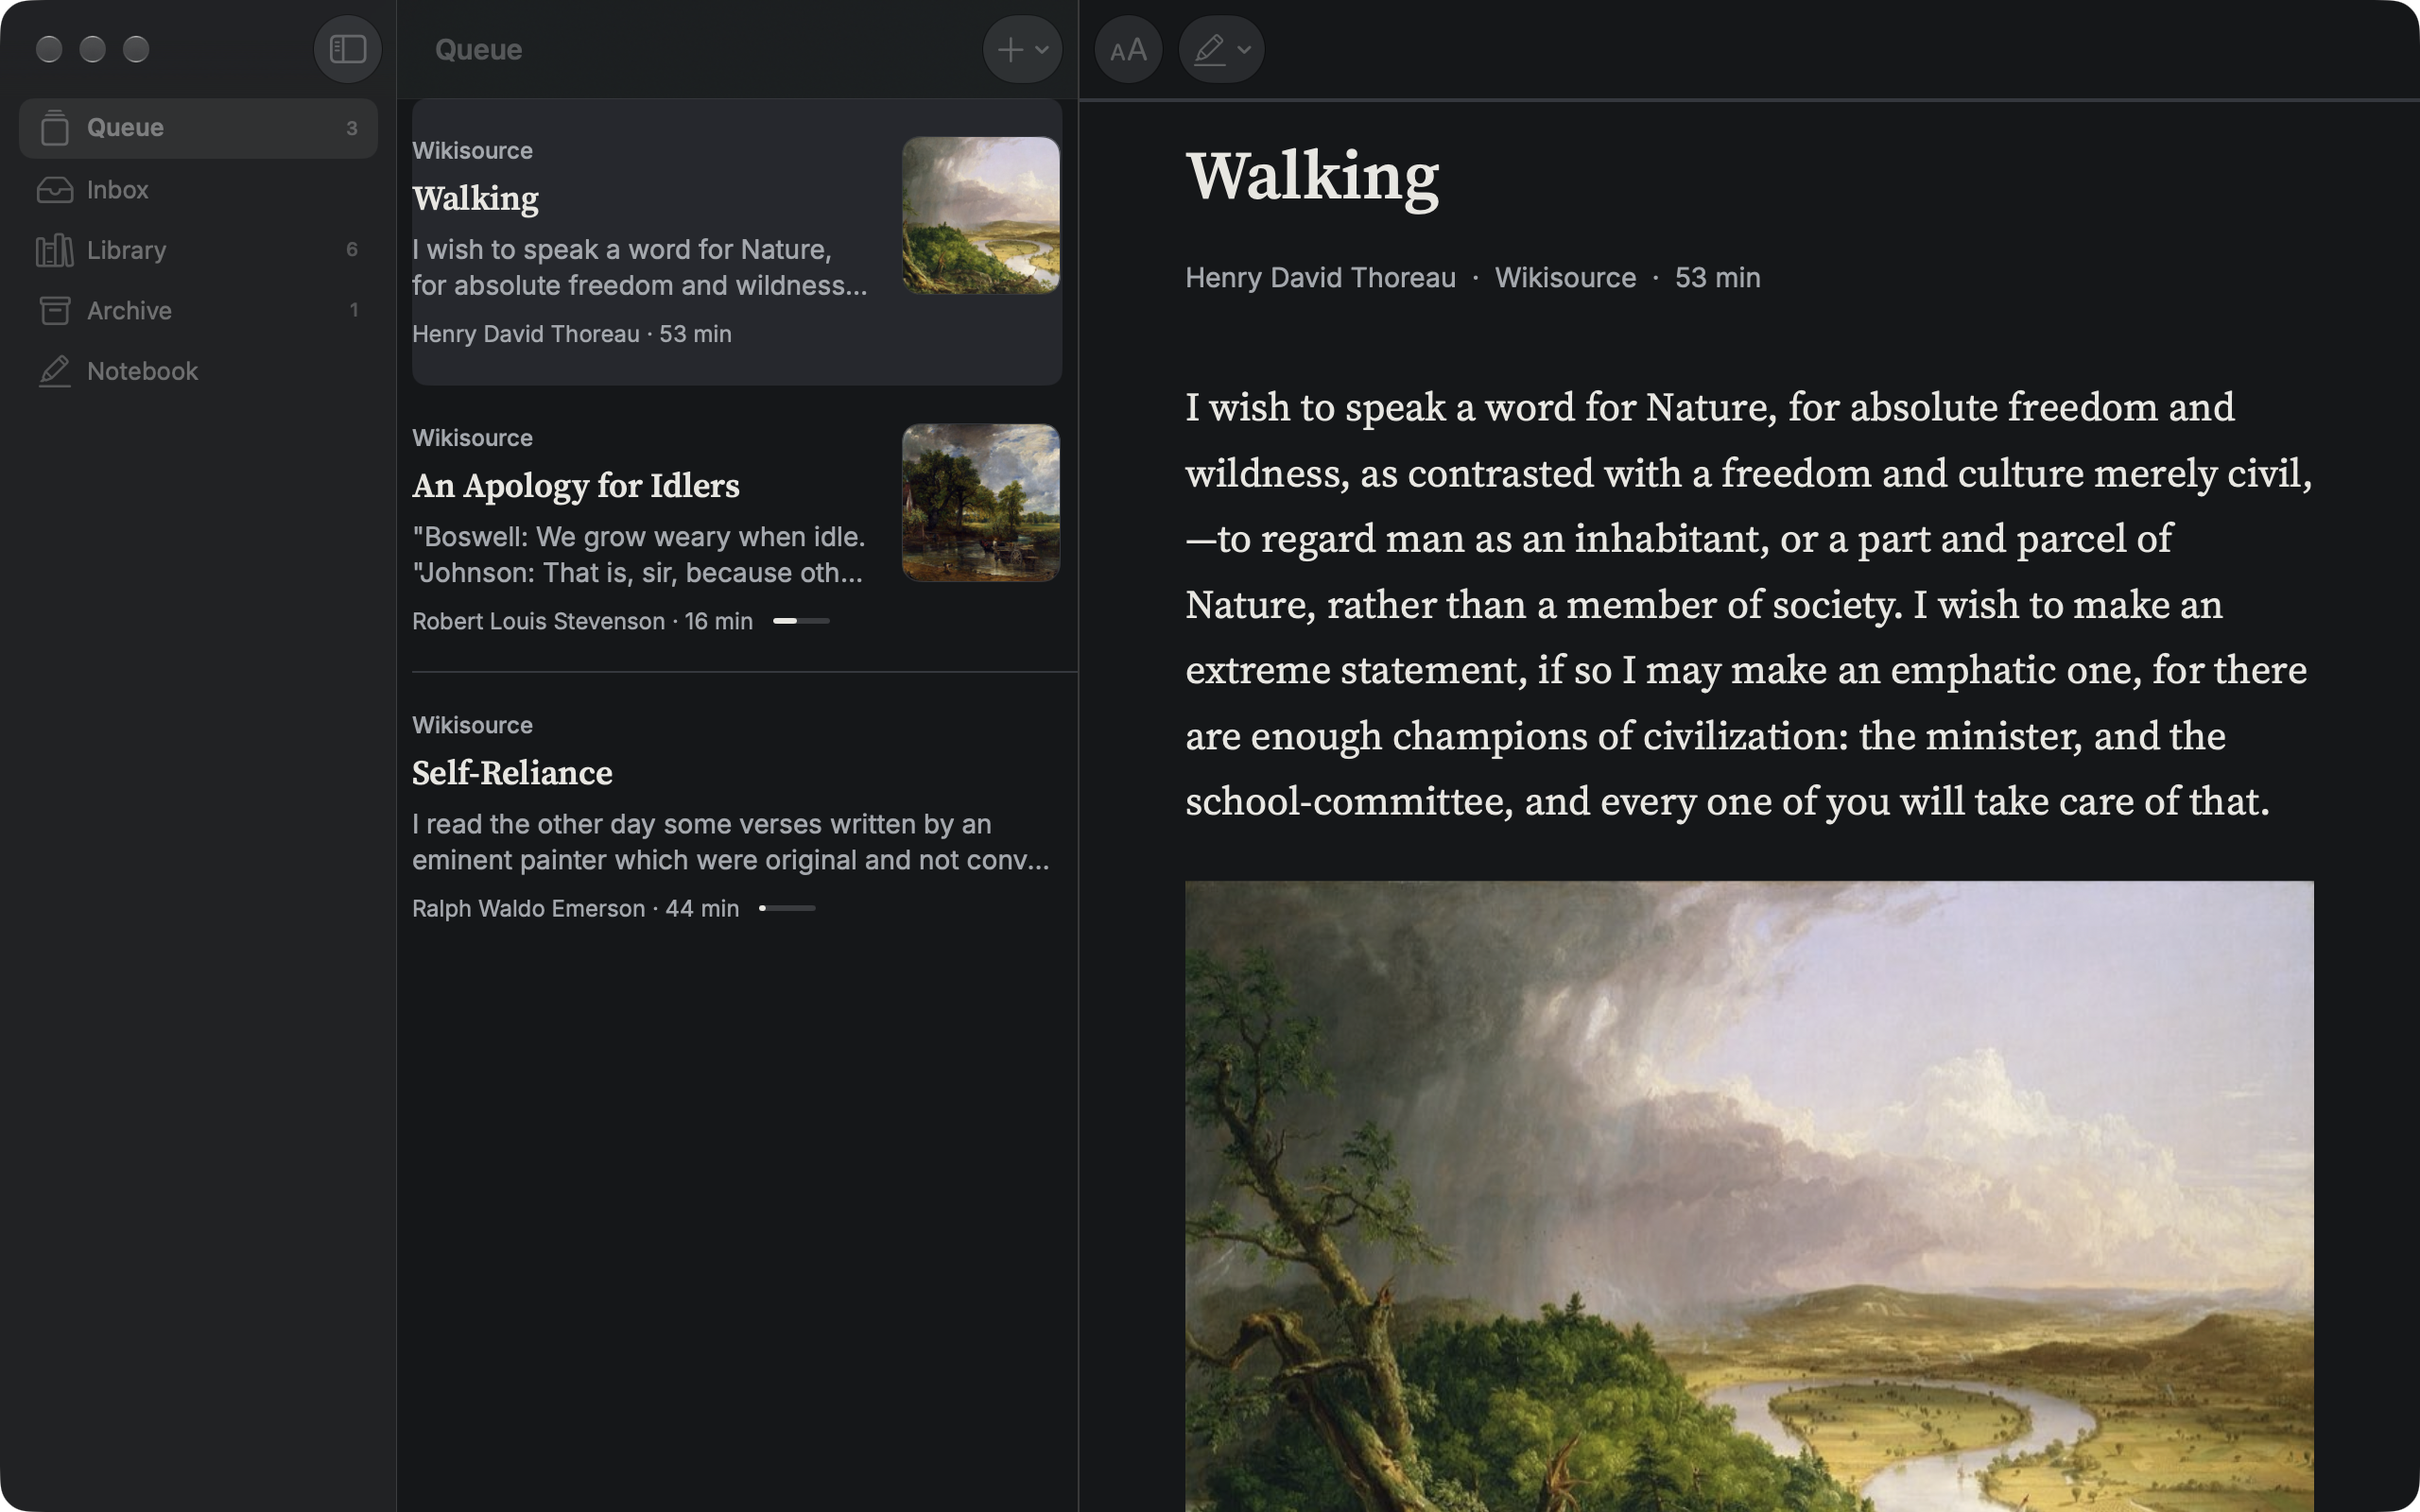 Queue
AA
Queue 3
Inbox
Library 6
Archive 1
Notebook
Wikisource
Walking
I wish to speak a word for Nature,
for absolute freedom and wildness...
Henry David Thoreau · 53 min
Wikisource
An Apology for Idlers
"Boswell: We grow weary when idle.
"Johnson: That is, sir, because oth...
Robert Louis Stevenson · 16 min
Wikisource
Self-Reliance
I read the other day some verses written by an
eminent painter which were original and not conv...
Ralph Waldo Emerson · 44 min
Walking
Henry David Thoreau · Wikisource · 53 min
I wish to speak a word for Nature, for absolute freedom and
wildness, as contrasted with a freedom and culture merely civil,
—to regard man as an inhabitant, or a part and parcel of
Nature, rather than a member of society. I wish to make an
extreme statement, if so I may make an emphatic one, for there
are enough champions of civilization: the minister, and the
school-committee, and every one of you will take care of that.